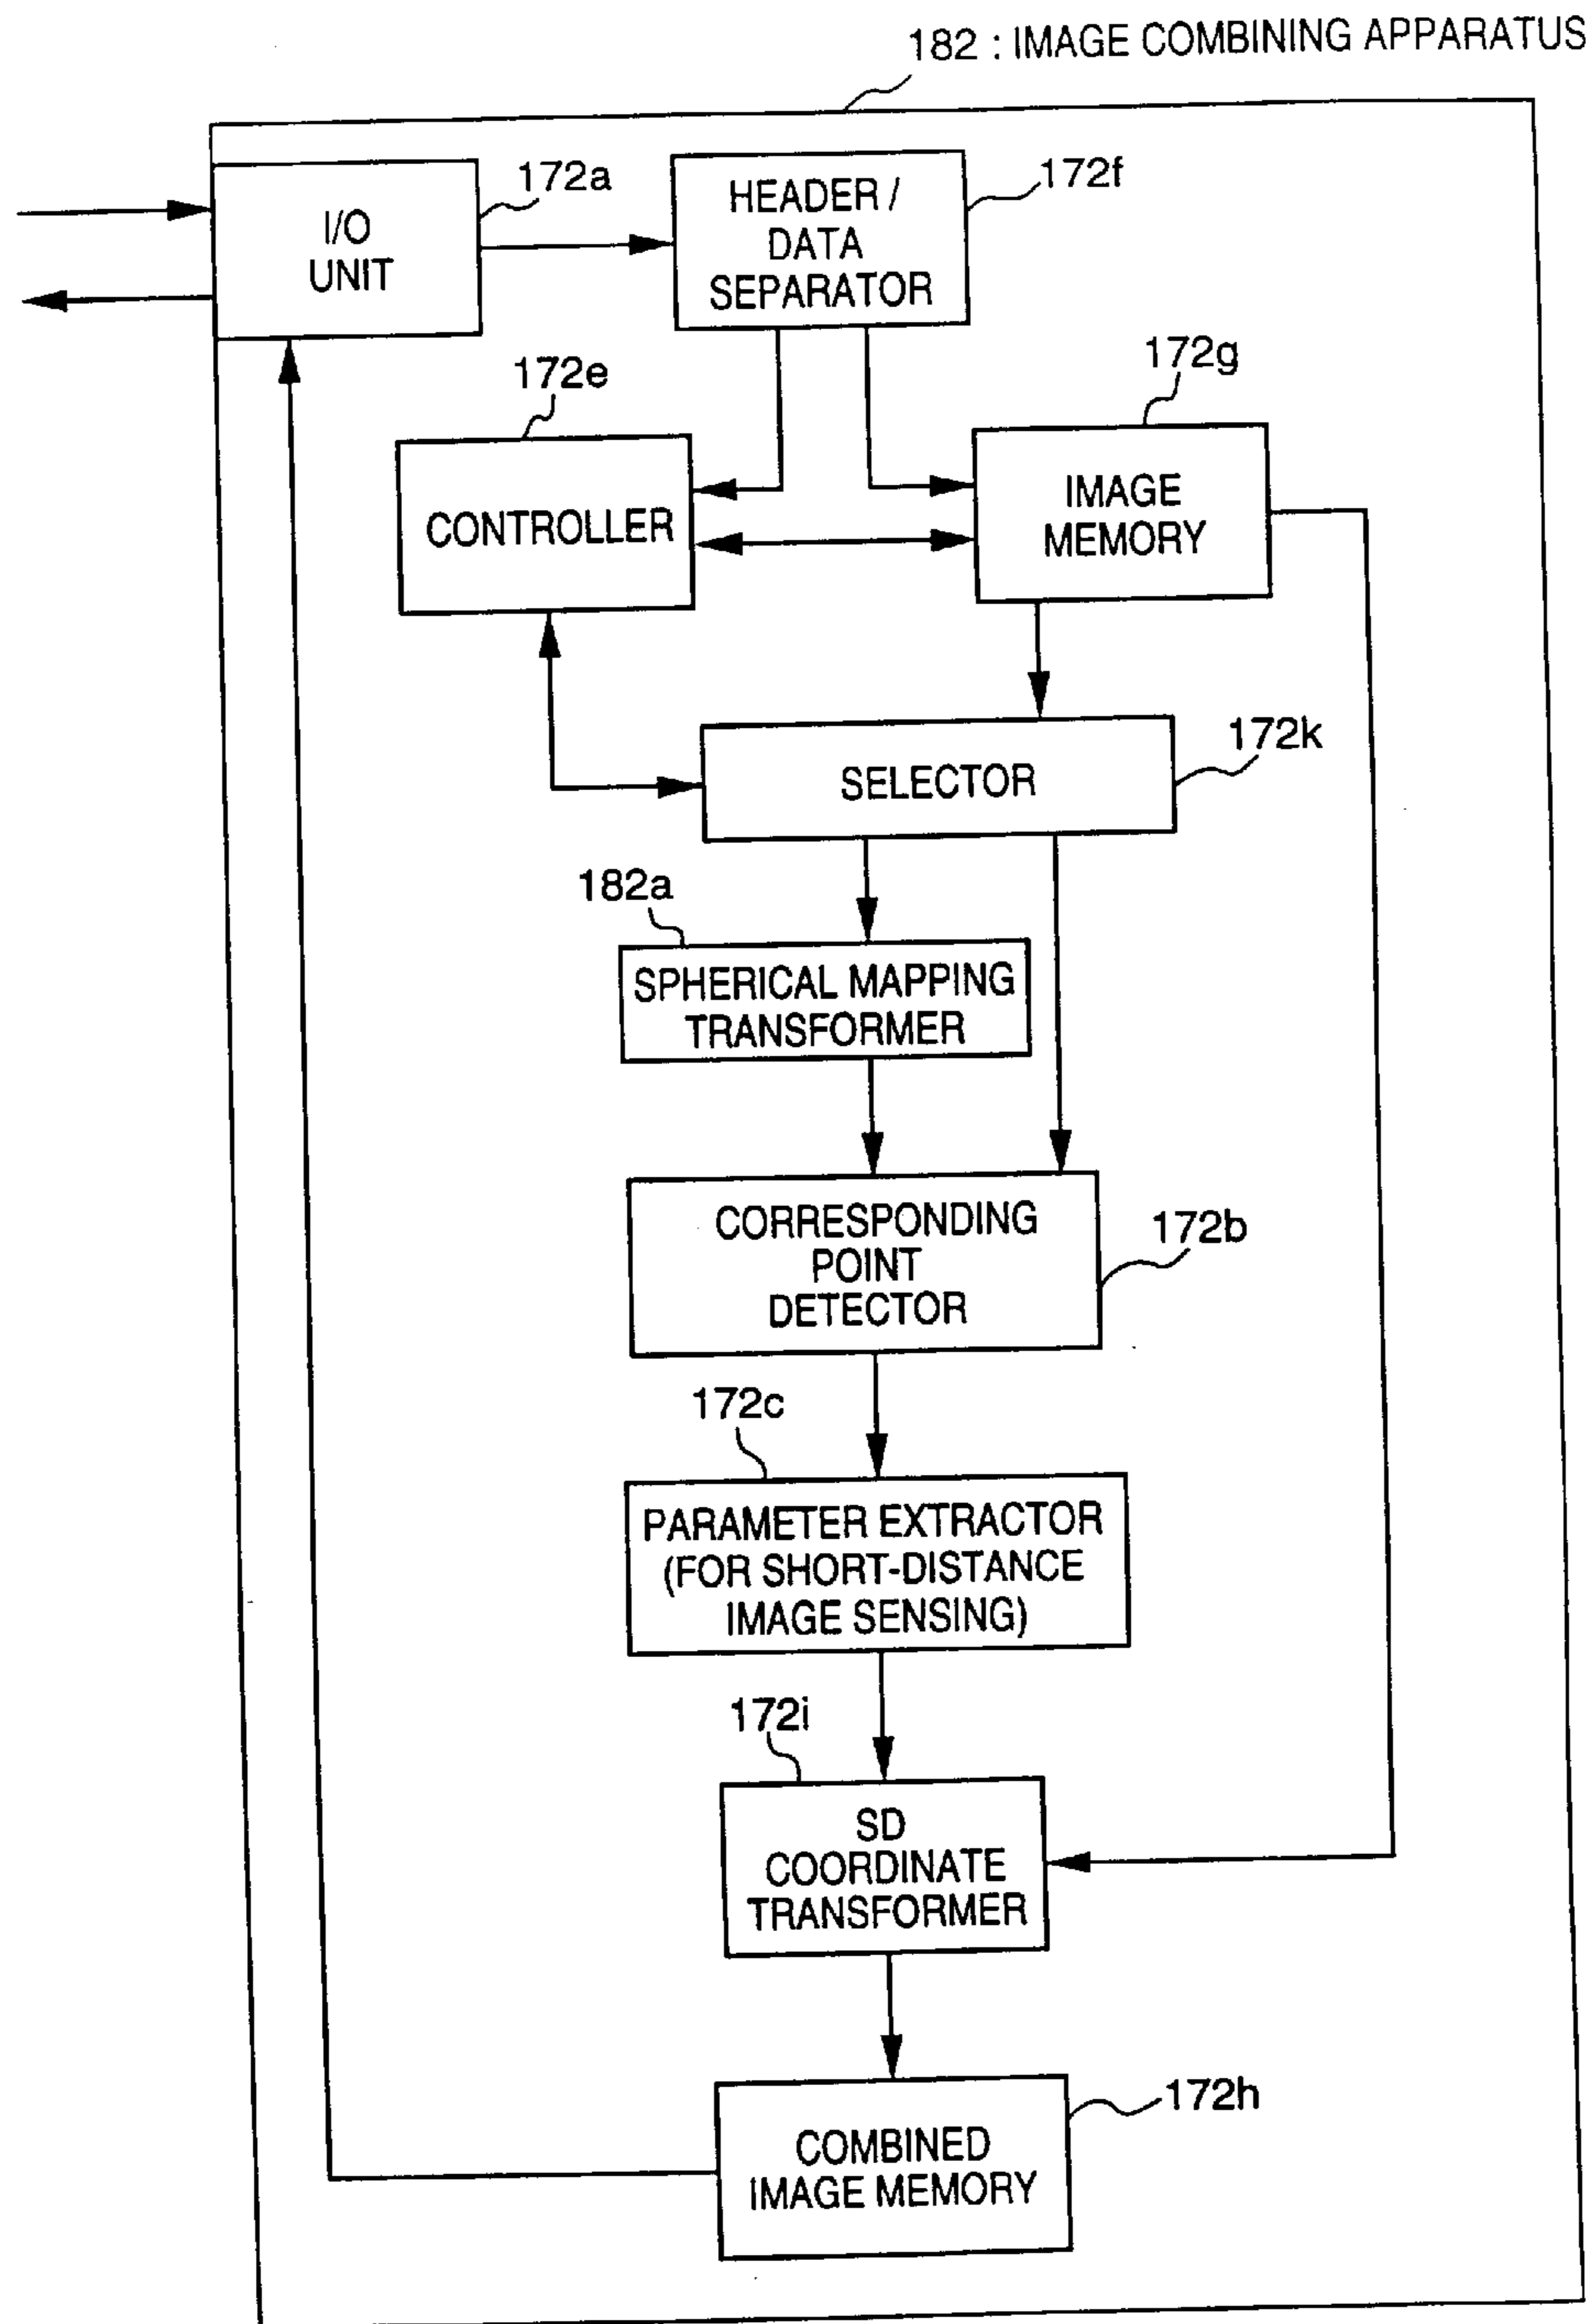 182 : IMAGE COMBINING APPARATUS
172a
I/O
UNIT
HEADER /
DATA
SEPARATOR
172f
172e
CONTROLLER
172g
IMAGE
MEMORY
SELECTOR
172k
182a
SPHERICAL MAPPING
TRANSFORMER
CORRESPONDING
POINT
DETECTOR
172b
172c
PARAMETER EXTRACTOR
(FOR SHORT-DISTANCE
IMAGE SENSING)
172i
SD
COORDINATE
TRANSFORMER
172h
COMBINED
IMAGE MEMORY